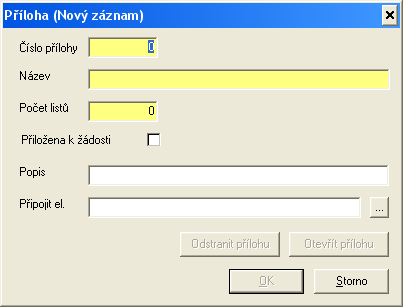 Příloha (Nový záznam)
Číslo přílohy 0
Název
Počet listů 0
Přiložena k žádosti
Popis
Připojit el. ...
Odstranit přílohu Otevřít přílohu
OK Storno